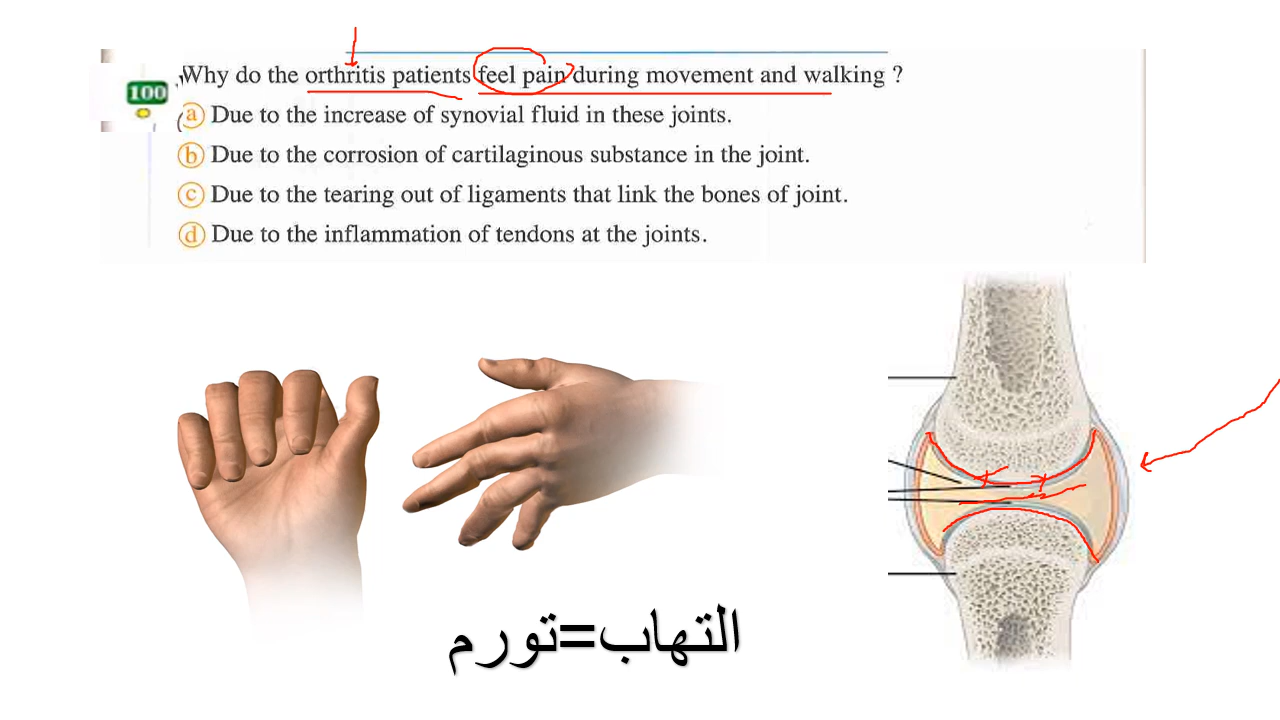 100
Why do the orthritis patients feel pain during movement and walking ?
a Due to the increase of synovial fluid in these joints.
b Due to the corrosion of cartilaginous substance in the joint.
c Due to the tearing out of ligaments that link the bones of joint.
d Due to the inflammation of tendons at the joints.
التهاب=تورم